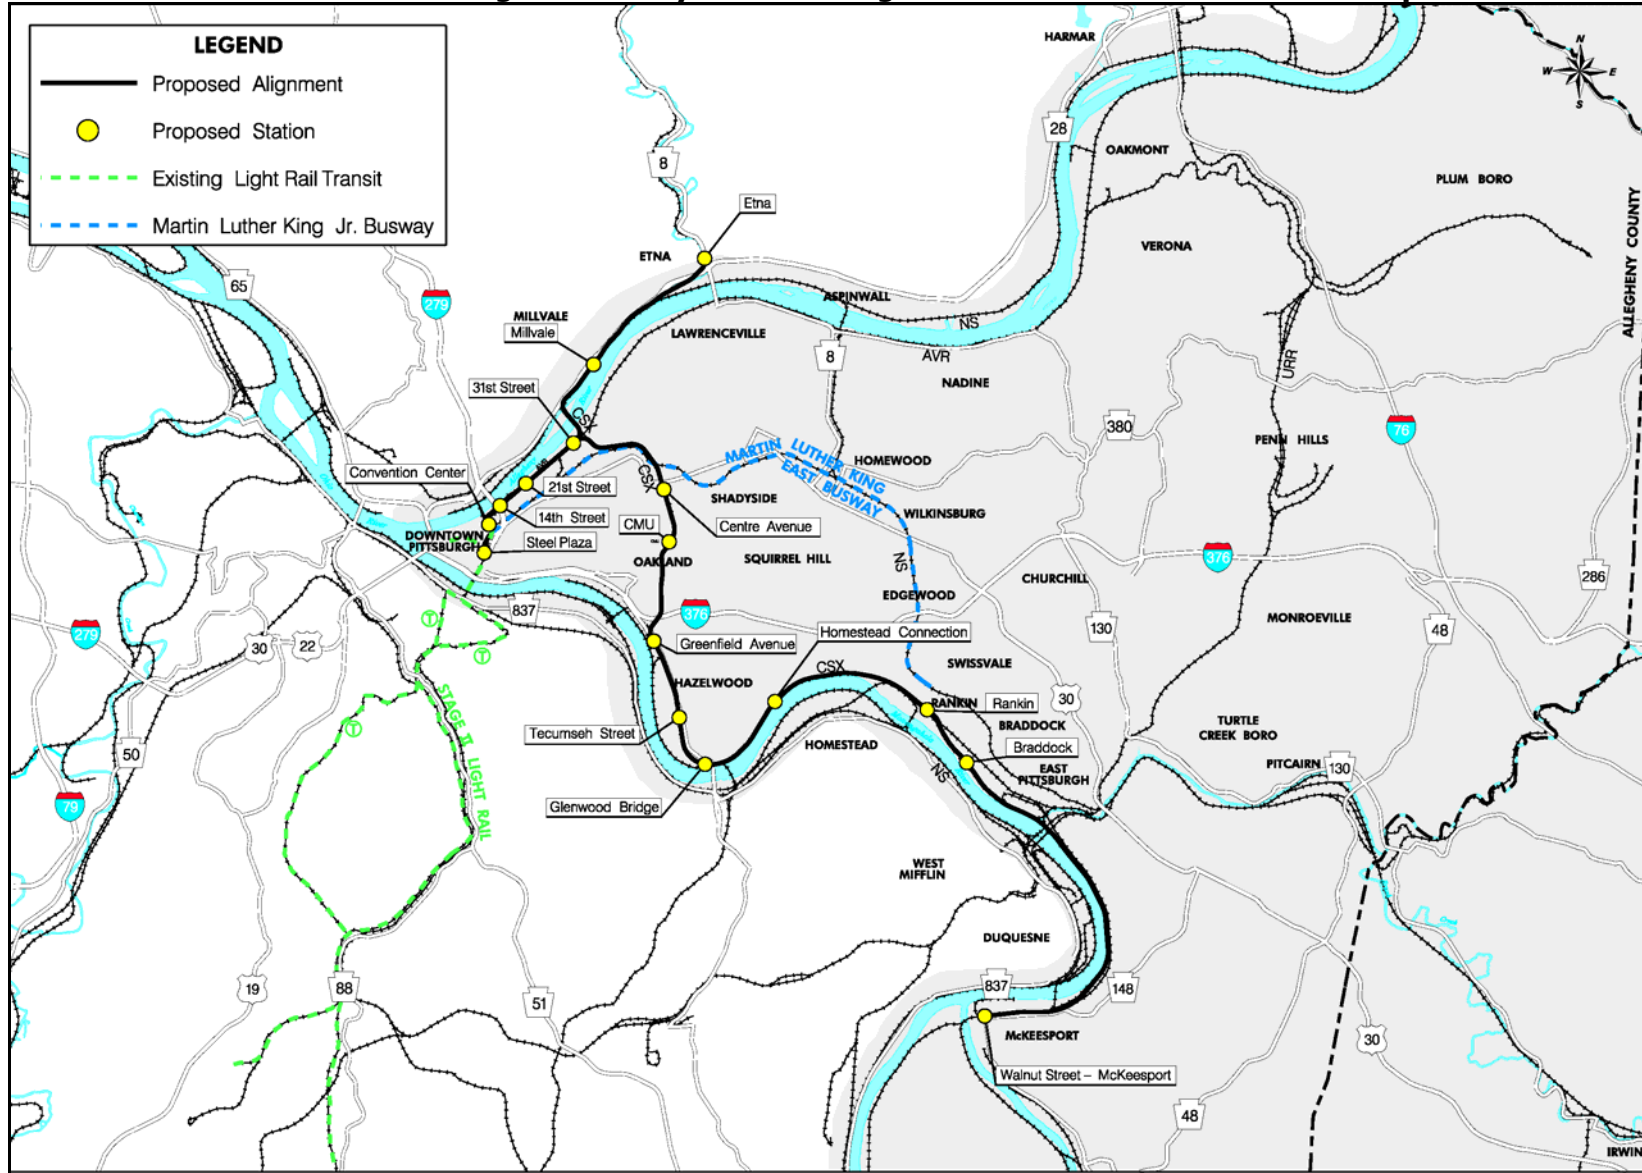 LEGEND
Proposed Alignment
Proposed Station
Existing Light Rail Transit
Martin Luther King Jr. Busway
HARMAR
N
W
E
S
28
OAKMONT
8
PLUM BORO
ALLEGHENY COUNTY
Etna
VERONA
ETNA
65
279
ASPINWALL
NS
MILLVALE
Millvale
LAWRENCEVILLE
AVR
8
URR
NADINE
31st Street
CSX
380
76
PENN HILLS
MARTIN LUTHER KING
EAST BUSWAY
HOMEWOOD
Convention Center
CSX
21st Street
SHADYSIDE
14th Street
CMU
Centre Avenue
WILKINSBURG
DOWNTOWN
PITTSBURGH
Steel Plaza
OAKLAND
SQUIRREL HILL
NS
376
CHURCHILL
286
EDGEWOOD
837
376
MONROEVILLE
T
279
30
22
T
Greenfield Avenue
Homestead Connection
130
48
SWISSVALE
CSX
HAZELWOOD
STAGE II LIGHT RAIL
T
RANKIN
Rankin
30
BRADDOCK
TURTLE
CREEK BORO
Tecumseh Street
HOMESTEAD
Braddock
50
EAST
PITTSBURGH
PITCAIRN
130
NS
79
Glenwood Bridge
WEST
MIFFLIN
DUQUESNE
19
88
51
837
148
McKEESPORT
30
Walnut Street – McKeesport
48
IRWIN